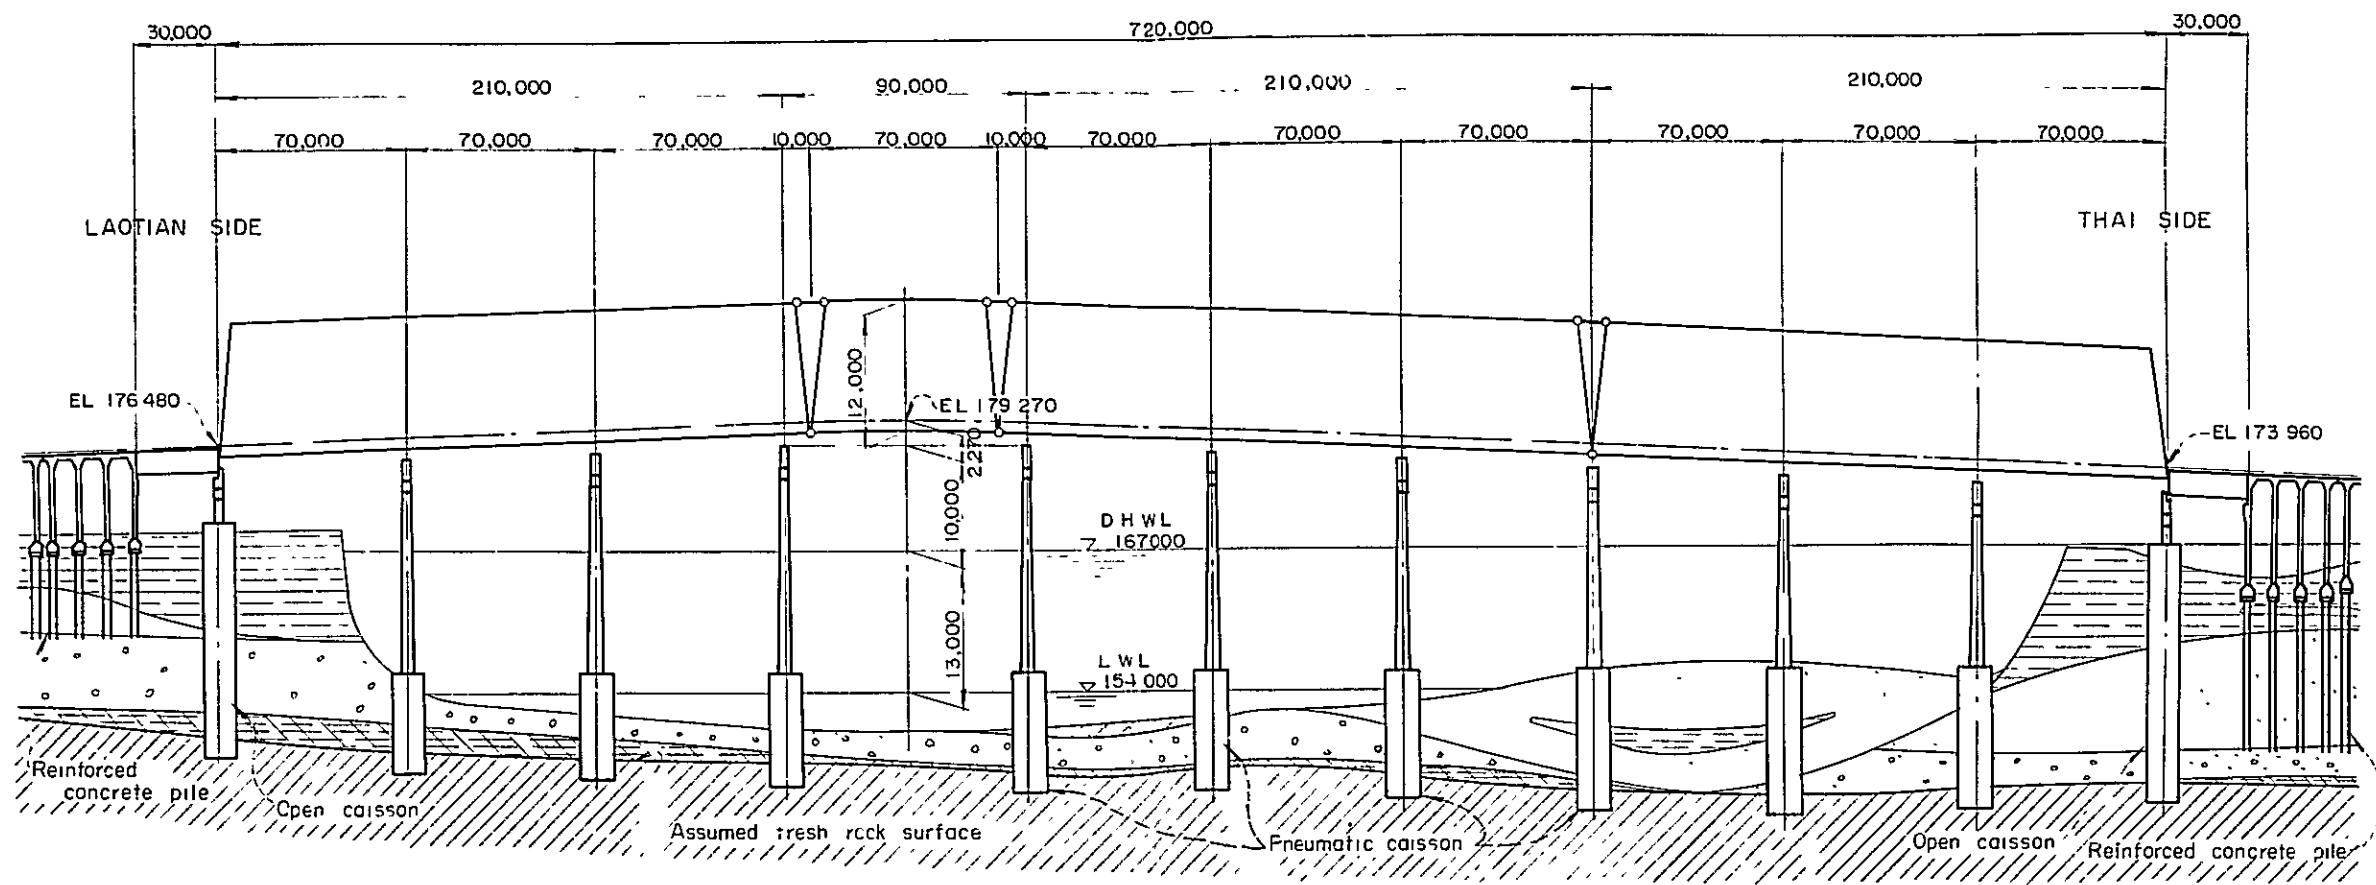 30,000 720,000 30,000
210,000 90,000 210,000 210,000
70,000 70,000 70,000 10,000 70,000 10,000 70,000 70,000 70,000 70,000 70,000 70,000
LAOTIAN SIDE
THAI SIDE
12,000
EL 176 480
EL 179 270
EL 173 960
2,270
10,000
D H W L
167000
13,000
L W L
154 000
Reinforced
concrete pile
Open caisson
Assumed fresh rock surface
Pneumatic caisson
Open caisson
Reinforced concrete pile